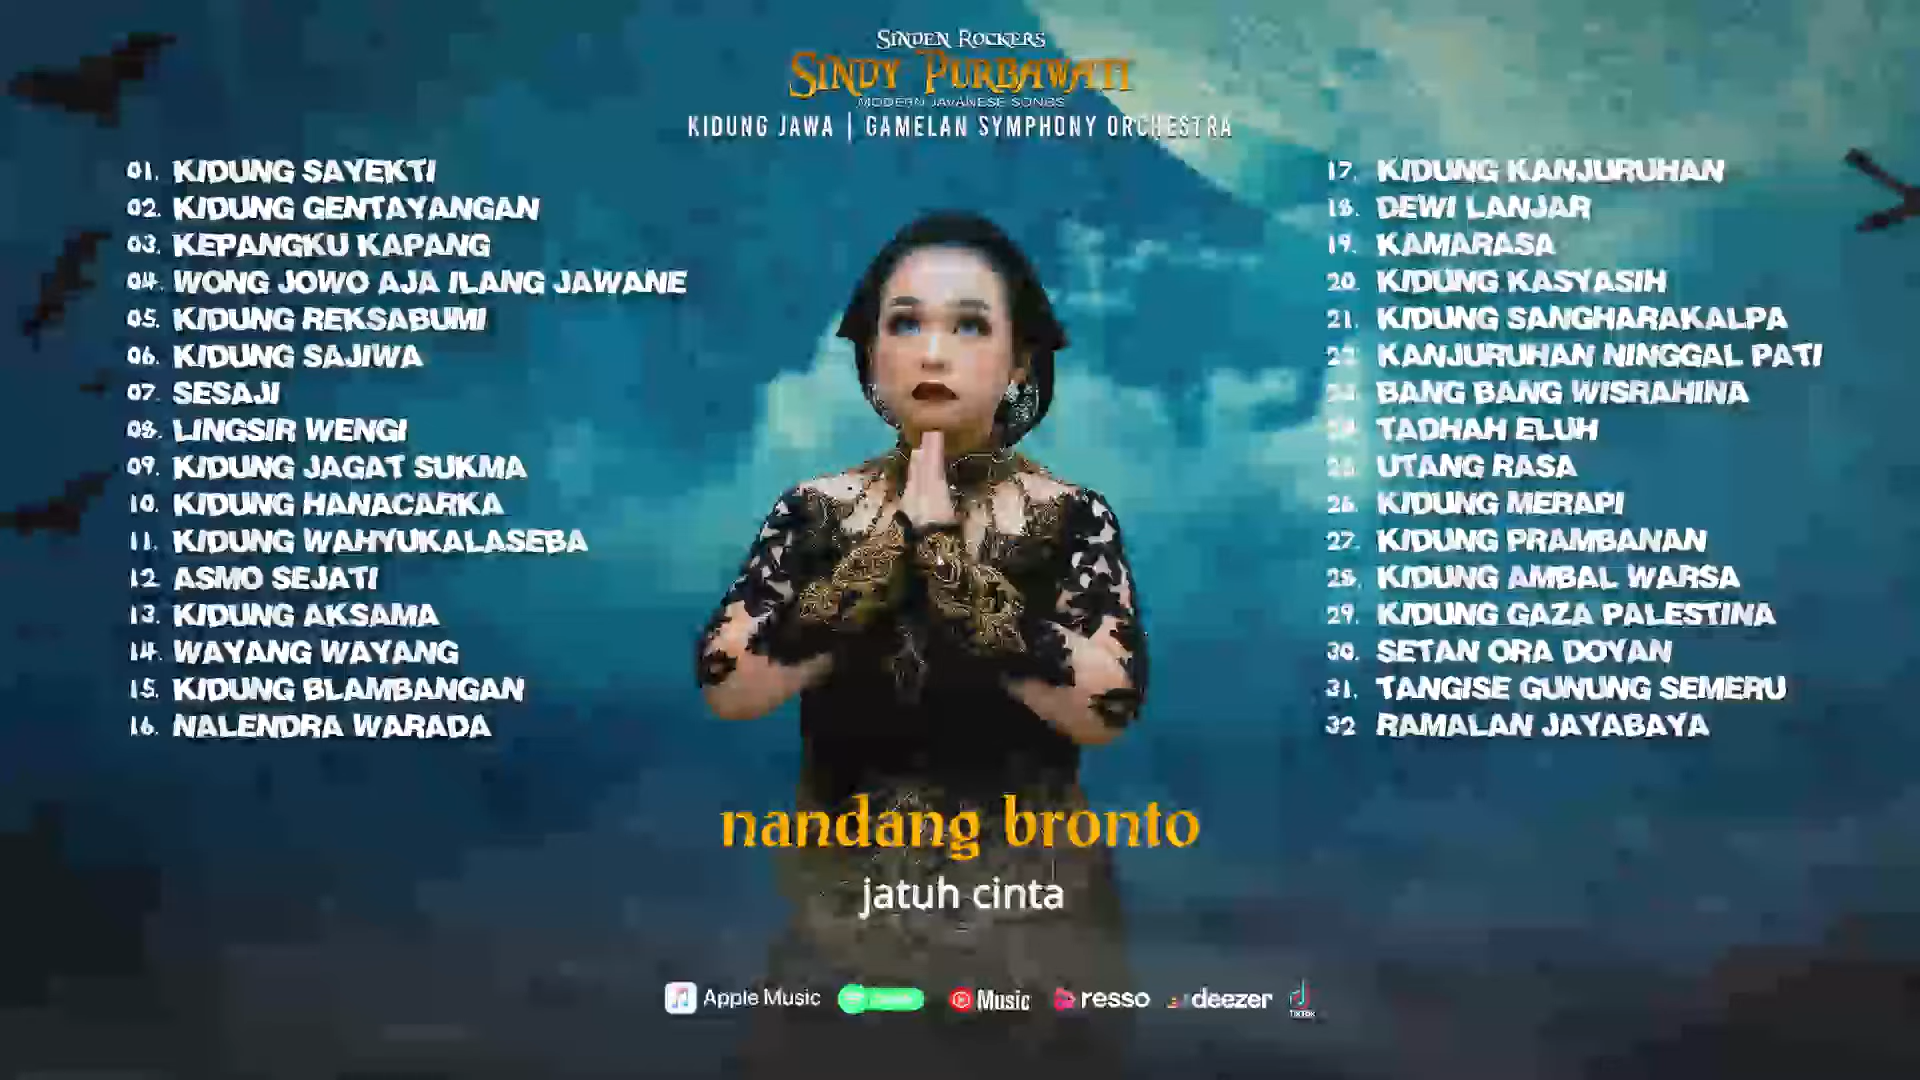 SINDEN ROCKERS
SINDY PURBAWATI
MODERN JAVANESE SONGS
KIDUNG JAWA | GAMELAN SYMPHONY ORCHESTRA
01. KIDUNG SAYEKTI
02. KIDUNG GENTAYANGAN
03. KEPANGKU KAPANG
04. WONG JOWO AJA ILANG JAWANE
05. KIDUNG REKSABUMI
06. KIDUNG SAJIWA
07. SESAJI
08. LINGSIR WENGI
09. KIDUNG JAGAT SUKMA
10. KIDUNG HANACARKA
11. KIDUNG WAHYUKALASEBA
12 ASMO SEJATI
13. KIDUNG AKSAMA
14. WAYANG WAYANG
15. KIDUNG BLAMBANGAN
16. NALENDRA WARADA
17. KIDUNG KANJURUHAN
18. DEWI LANJAR
19. KAMARASA
20. KIDUNG KASYASIH
21. KIDUNG SANGHARAKALPA
22 KANJURUHAN NINGGAL PATI
BANG BANG WISRAHINA
TADHAH ELUH
UTANG RASA
26. KIDUNG MERAPI
27. KIDUNG PRAMBANAN
28. KIDUNG AMBAL WARSA
29. KIDUNG GAZA PALESTINA
30. SETAN ORA DOYAN
31. TANGISE GUNUNG SEMERU
32 RAMALAN JAYABAYA
nandang bronto
jatuh cinta
Apple Music
Music
resso
deezer
TIKTOK